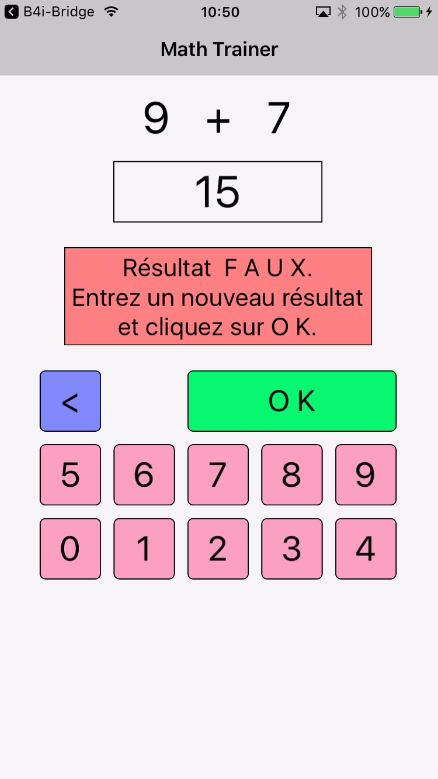 B4i-Bridge 10:50 100%
Math Trainer
9 + 7
15
Résultat F A U X.
Entrez un nouveau résultat
et cliquez sur O K.
< O K
5 6 7 8 9
0 1 2 3 4